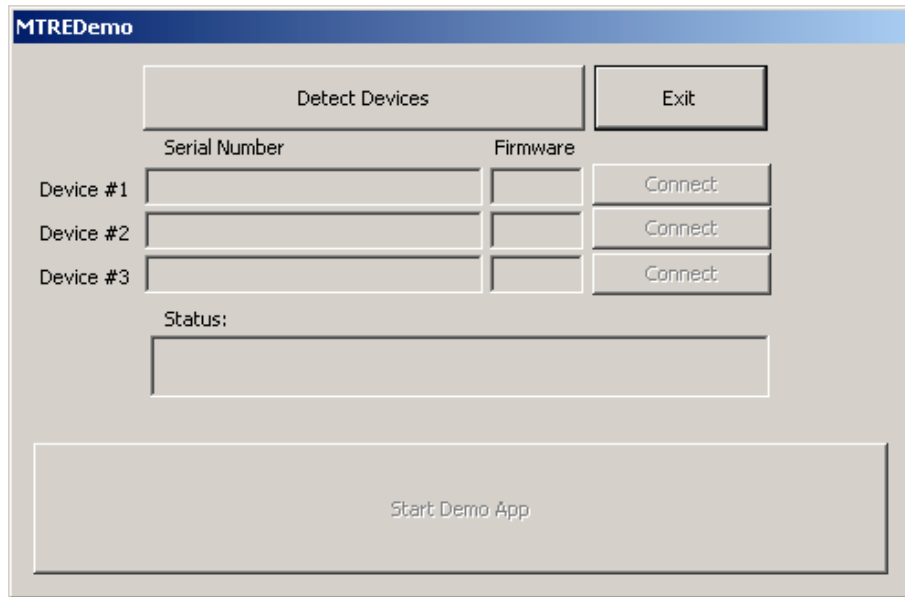 MTREDemo
Detect Devices Exit
Serial Number Firmware
Device #1 Connect
Device #2 Connect
Device #3 Connect
Status:
Start Demo App